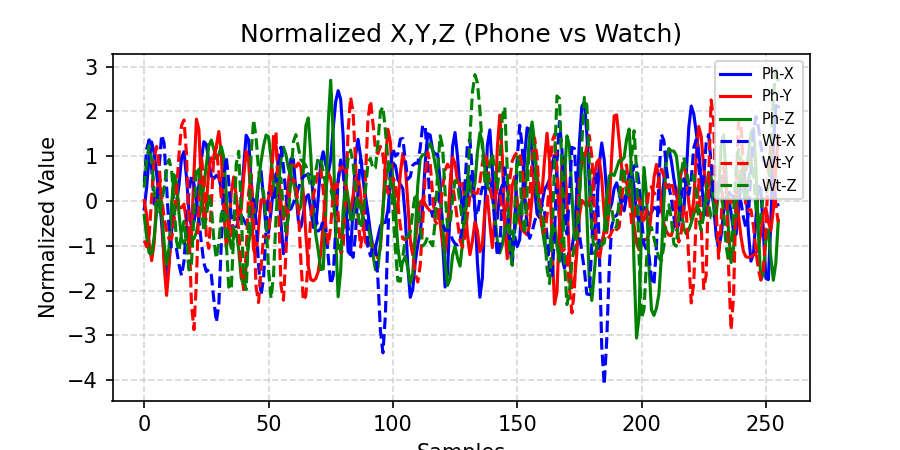 Normalized X,Y,Z (Phone vs Watch)
Normalized Value
3
2
1
0
−1
−2
−3
−4
Ph-X
Ph-Y
Ph-Z
Wt-X
Wt-Y
Wt-Z
0 50 100 150 200 250
Samples